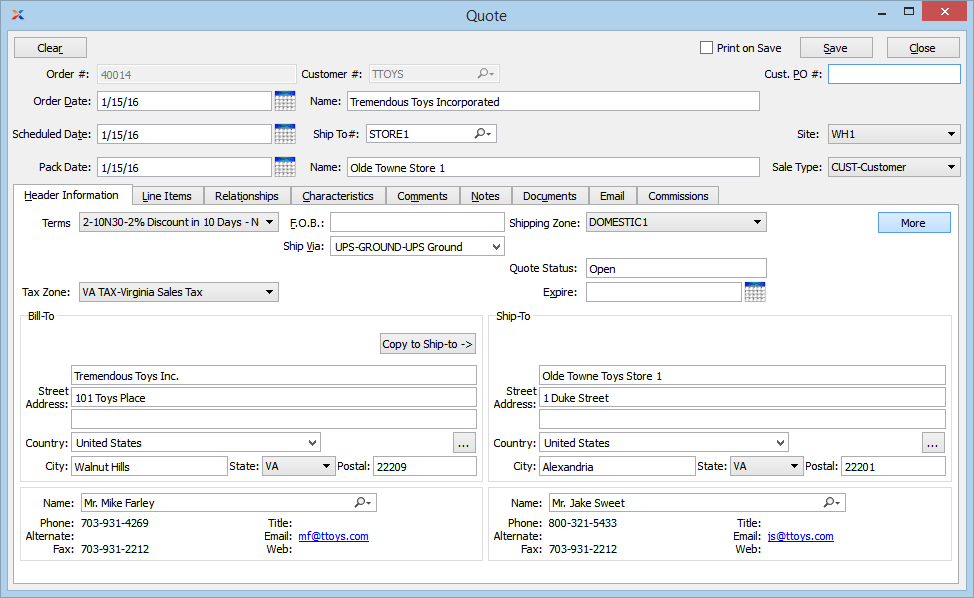 Quote
Clear
Print on Save
Save
Close
Order #: 40014 Customer #: TTOYS Cust. PO #:
Order Date: 1/15/16 Name: Tremendous Toys Incorporated
Scheduled Date: 1/15/16 Ship To#: STORE1 Site: WH1
Pack Date: 1/15/16 Name: Olde Towne Store 1 Sale Type: CUST-Customer
Header Information Line Items Relationships Characteristics Comments Notes Documents Email Commissions
Terms 2-10N30-2% Discount in 10 Days - N F.O.B.: Shipping Zone: DOMESTIC1 More
Ship Via: UPS-GROUND-UPS Ground
Quote Status: Open
Tax Zone: VA TAX-Virginia Sales Tax Expire:
Bill-To
Copy to Ship-to ->
Tremendous Toys Inc.
Street Address: 101 Toys Place
Country: United States ...
City: Walnut Hills State: VA Postal: 22209
Name: Mr. Mike Farley
Phone: 703-931-4269 Title:
Alternate: Email: mf@ttoys.com
Fax: 703-931-2212 Web:
Ship-To
Olde Towne Toys Store 1
Street Address: 1 Duke Street
Country: United States ...
City: Alexandria State: VA Postal: 22201
Name: Mr. Jake Sweet
Phone: 800-321-5433 Title:
Alternate: Email: js@ttoys.com
Fax: 703-931-2212 Web: